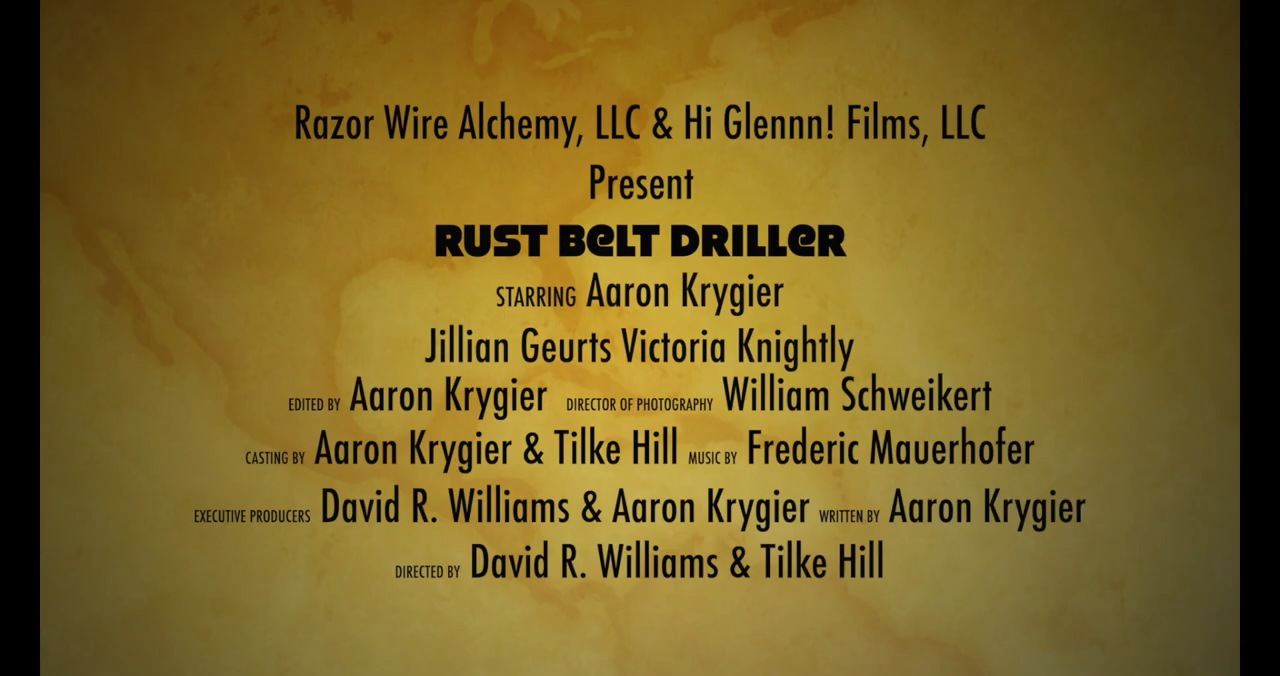 Razor Wire Alchemy, LLC & Hi Glennn! Films, LLC
Present
RUST BeLT DRILLeR
STARRING Aaron Krygier
Jillian Geurts Victoria Knightly
EDITED BY Aaron Krygier DIRECTOR OF PHOTOGRAPHY William Schweikert
CASTING BY Aaron Krygier & Tilke Hill MUSIC BY Frederic Mauerhofer
EXECUTIVE PRODUCERS David R. Williams & Aaron Krygier WRITTEN BY Aaron Krygier
DIRECTED BY David R. Williams & Tilke Hill